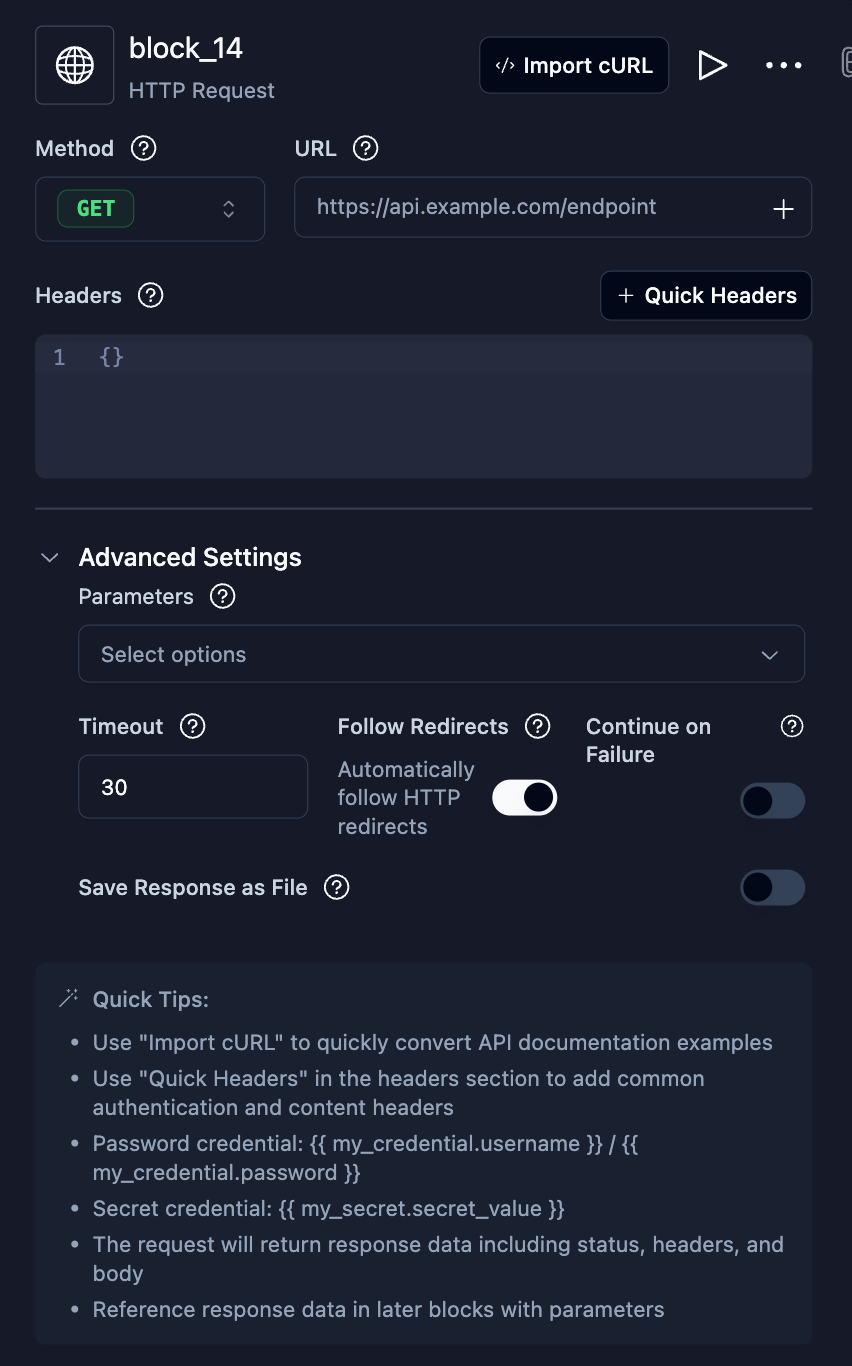 block_14
HTTP Request
</> Import cURL
Method ?
URL ?
GET
https://api.example.com/endpoint +
Headers ?
+ Quick Headers
1 {}
Advanced Settings
Parameters ?
Select options
Timeout ?
30
Follow Redirects ?
Automatically
follow HTTP
redirects
Continue on
Failure ?
Save Response as File ?
Quick Tips:
• Use "Import cURL" to quickly convert API documentation examples
• Use "Quick Headers" in the headers section to add common
authentication and content headers
• Password credential: {{ my_credential.username }} / {{
my_credential.password }}
• Secret credential: {{ my_secret.secret_value }}
• The request will return response data including status, headers, and
body
• Reference response data in later blocks with parameters